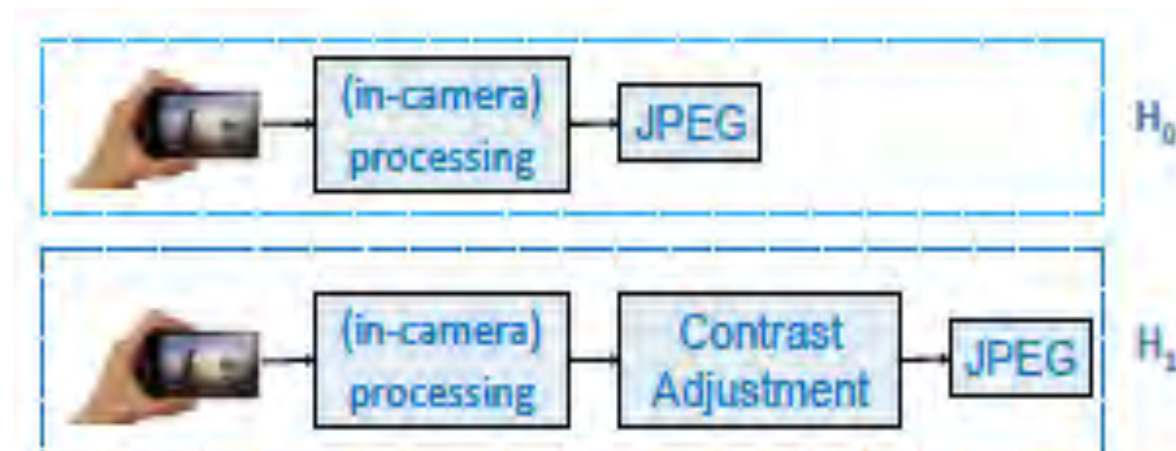 (in-camera)
processing
JPEG
H₀
(in-camera)
processing
Contrast
Adjustment
JPEG
H₁